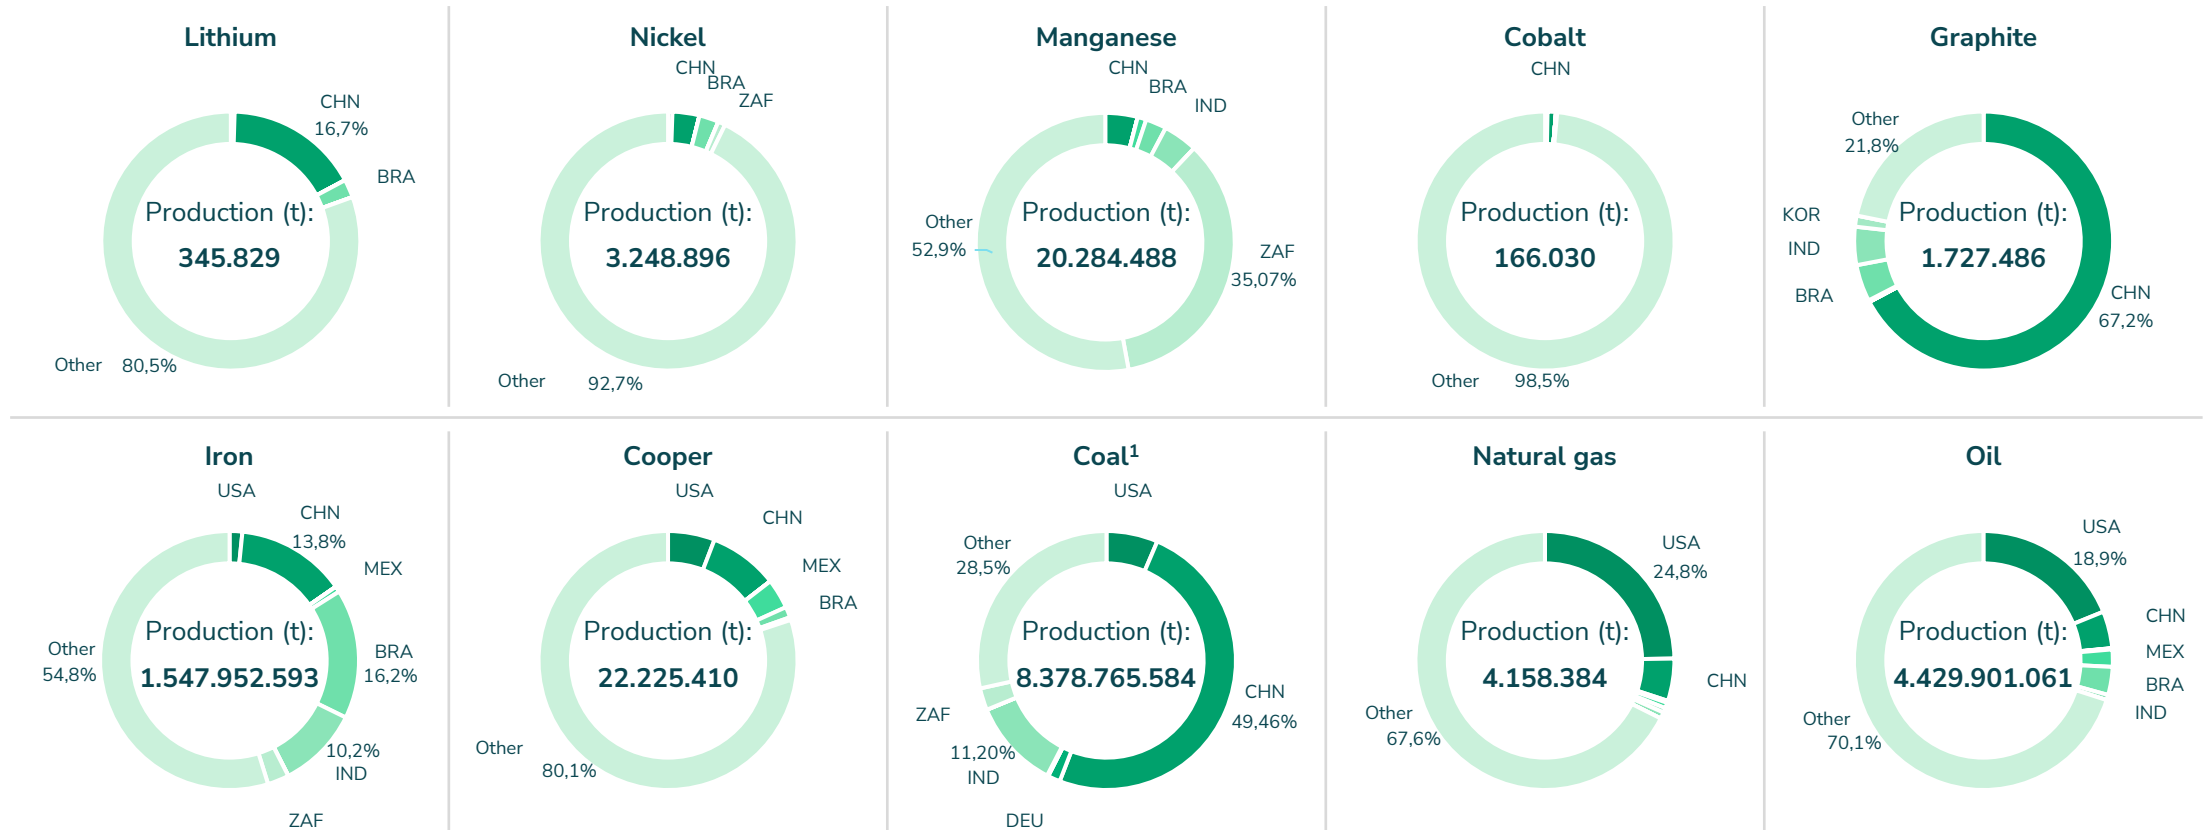 Lithium
CHN
16,7%
BRA
Production (t):
345.829
Other 80,5%
Nickel
CHN
BRA
ZAF
Production (t):
3.248.896
Other 92,7%
Manganese
CHN
BRA
IND
Other
52,9%
Production (t):
20.284.488
ZAF
35,07%
Cobalt
CHN
Production (t):
166.030
Other 98,5%
Graphite
Other
21,8%
KOR
IND
BRA
Production (t):
1.727.486
CHN
67,2%
Iron
USA
CHN
13,8%
MEX
Production (t):
1.547.952.593
Other
54,8%
BRA
16,2%
10,2%
IND
ZAF
Cooper
USA
CHN
MEX
BRA
Production (t):
22.225.410
Other
80,1%
Coal¹
USA
Other
28,5%
Production (t):
8.378.765.584
CHN
49,46%
ZAF
11,20%
IND
DEU
Natural gas
USA
24,8%
Production (t):
4.158.384
CHN
Other
67,6%
Oil
USA
18,9%
CHN
MEX
BRA
IND
Production (t):
4.429.901.061
Other
70,1%